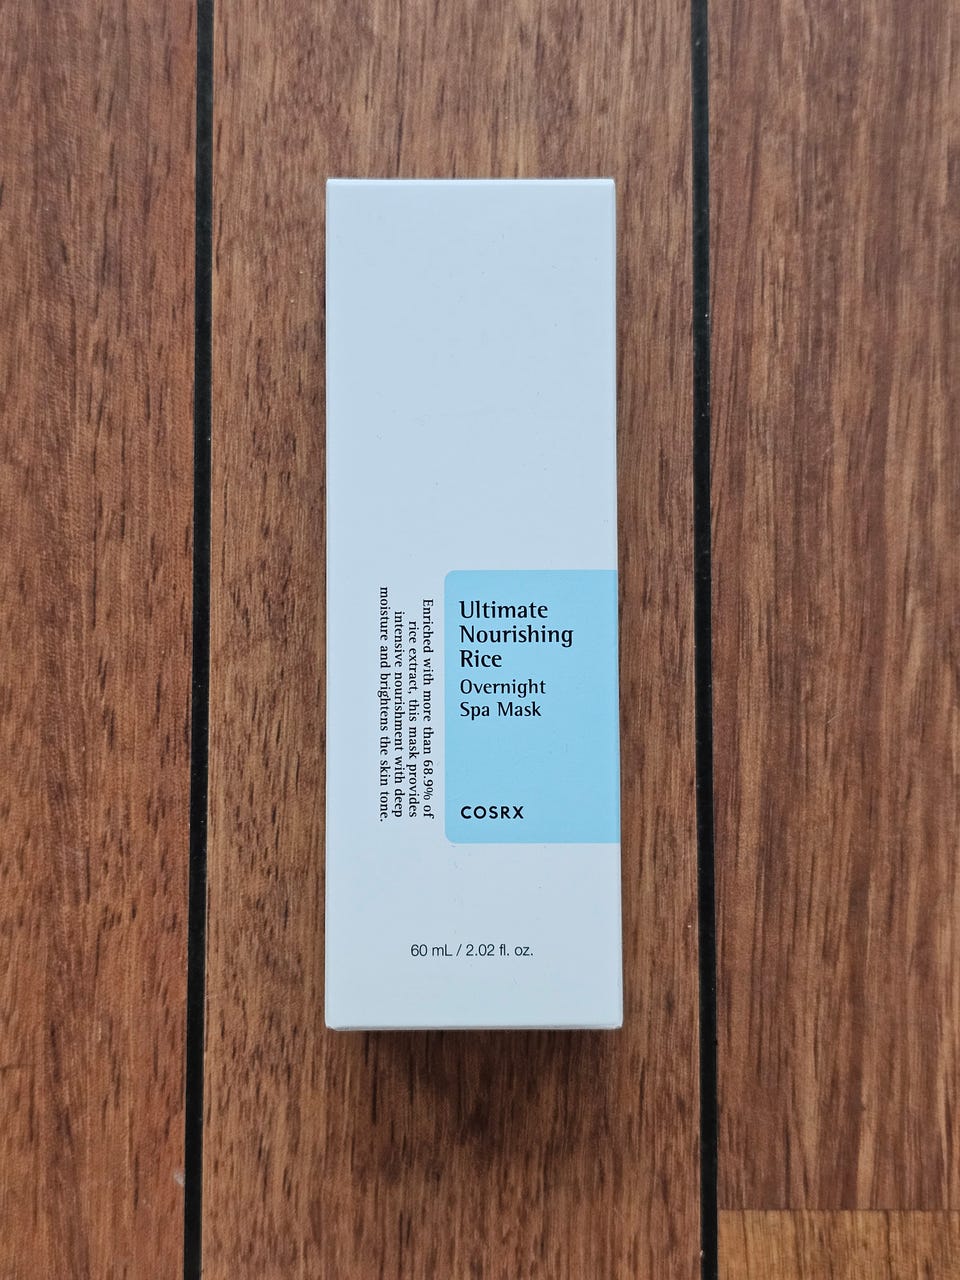 Ultimate
Nourishing
Rice
Overnight
Spa Mask
COSRX
Enriched with more than 68.9% of
rice extract, this mask provides
intensive nourishment with deep
moisture and brightens the skin tone.
60 mL / 2.02 fl. oz.